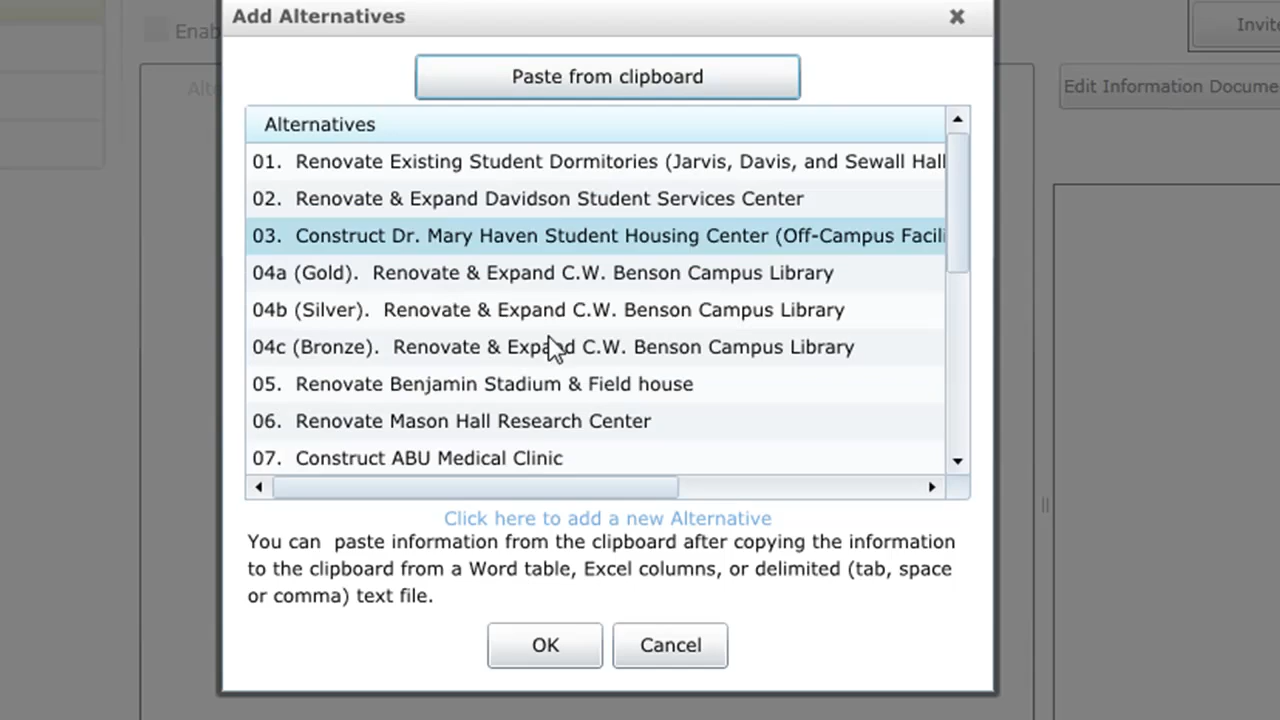 Add Alternatives
Enab
Invit
Paste from clipboard
Edit Information Docume
Alternatives
01. Renovate Existing Student Dormitories (Jarvis, Davis, and Sewall Hall
02. Renovate & Expand Davidson Student Services Center
03. Construct Dr. Mary Haven Student Housing Center (Off-Campus Facili
04a (Gold). Renovate & Expand C.W. Benson Campus Library
04b (Silver). Renovate & Expand C.W. Benson Campus Library
04c (Bronze). Renovate & Expand C.W. Benson Campus Library
05. Renovate Benjamin Stadium & Field house
06. Renovate Mason Hall Research Center
07. Construct ABU Medical Clinic
Click here to add a new Alternative
You can paste information from the clipboard after copying the information
to the clipboard from a Word table, Excel columns, or delimited (tab, space
or comma) text file.
OK
Cancel